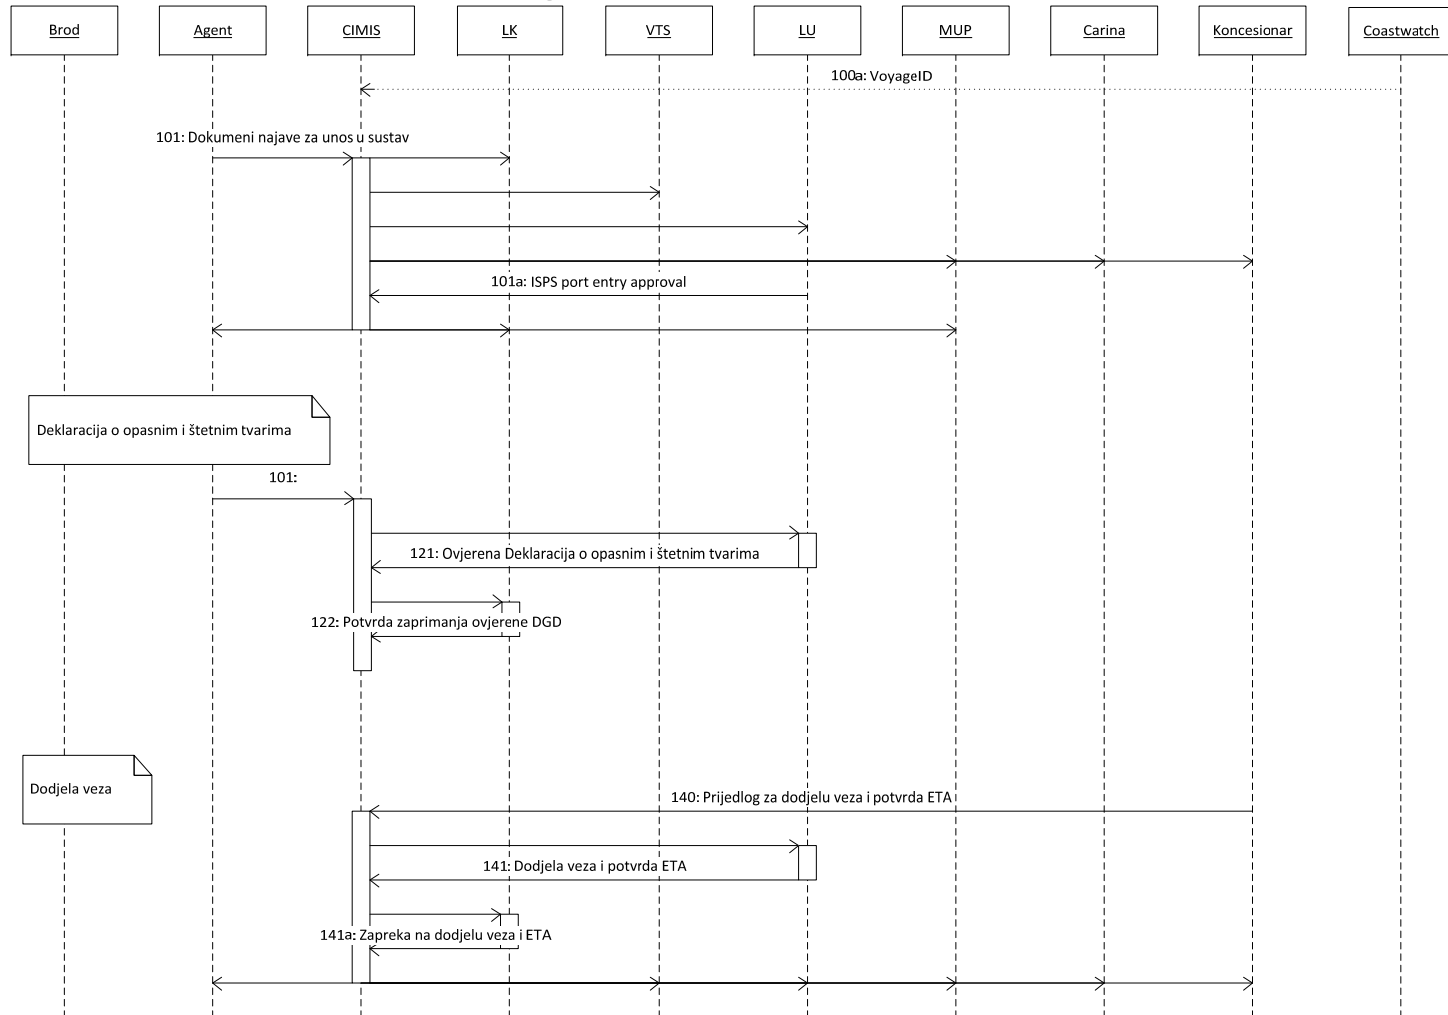 Brod
Agent
CIMIS
LK
VTS
LU
MUP
Carina
Koncesionar
Coastwatch
100a: VoyageID
101: Dokumeni najave za unos u sustav
101a: ISPS port entry approval
Deklaracija o opasnim i štetnim tvarima
101:
121: Ovjerena Deklaracija o opasnim i štetnim tvarima
122: Potvrda zaprimanja ovjerene DGD
Dodjela veza
140: Prijedlog za dodjelu veza i potvrda ETA
141: Dodjela veza i potvrda ETA
141a: Zapreka na dodjelu veza i ETA